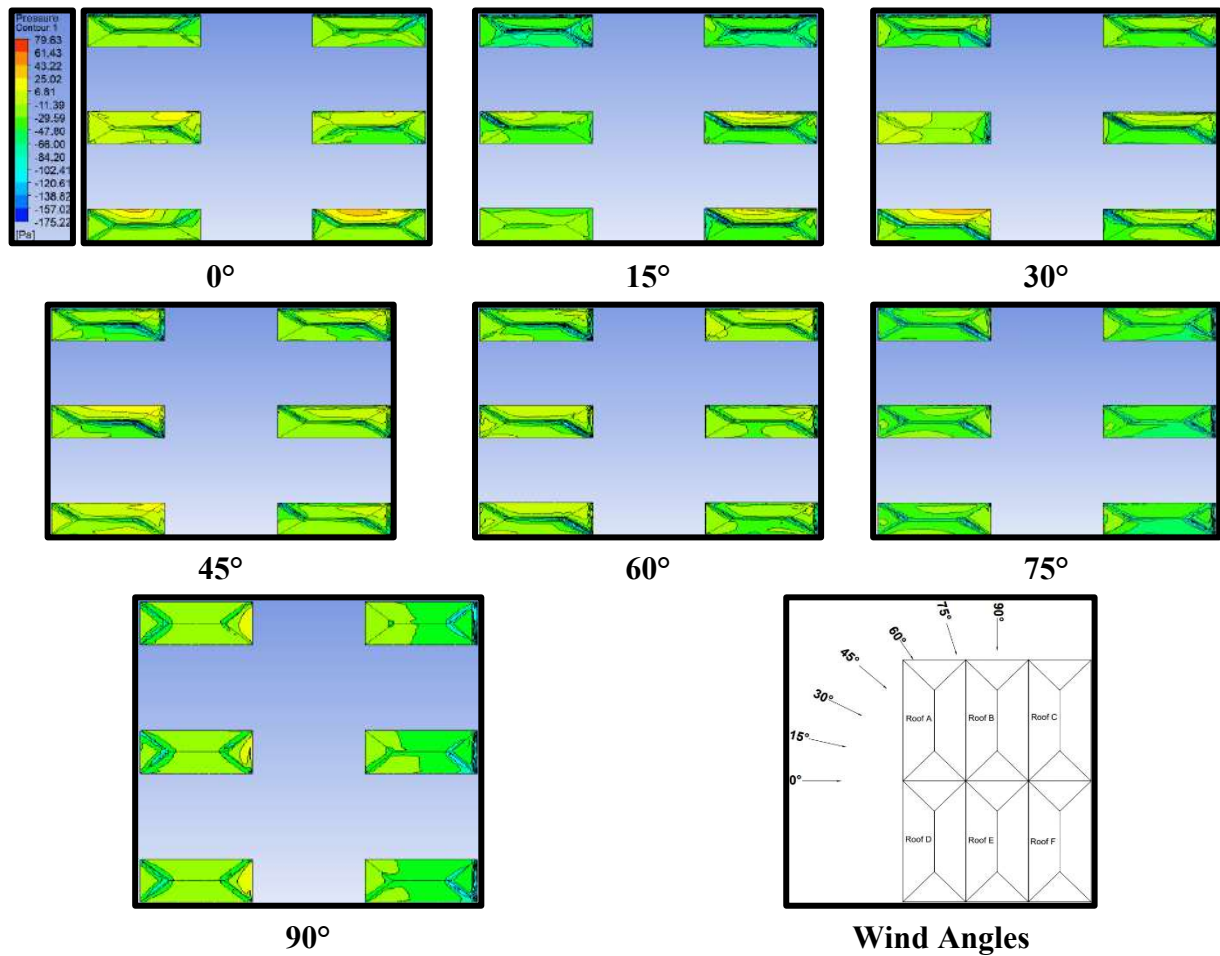 Pressure
Contour 1
79.63
61.43
43.22
25.02
6.81
-11.39
-29.59
-47.80
-66.00
-84.20
-102.41
-120.61
-138.82
-157.02
-175.22
[Pa]
0°
15°
30°
45°
60°
75°
90°
75°
60°
45°
30°
15°
0°
Roof A
Roof B
Roof C
Roof D
Roof E
Roof F
90°
Wind Angles